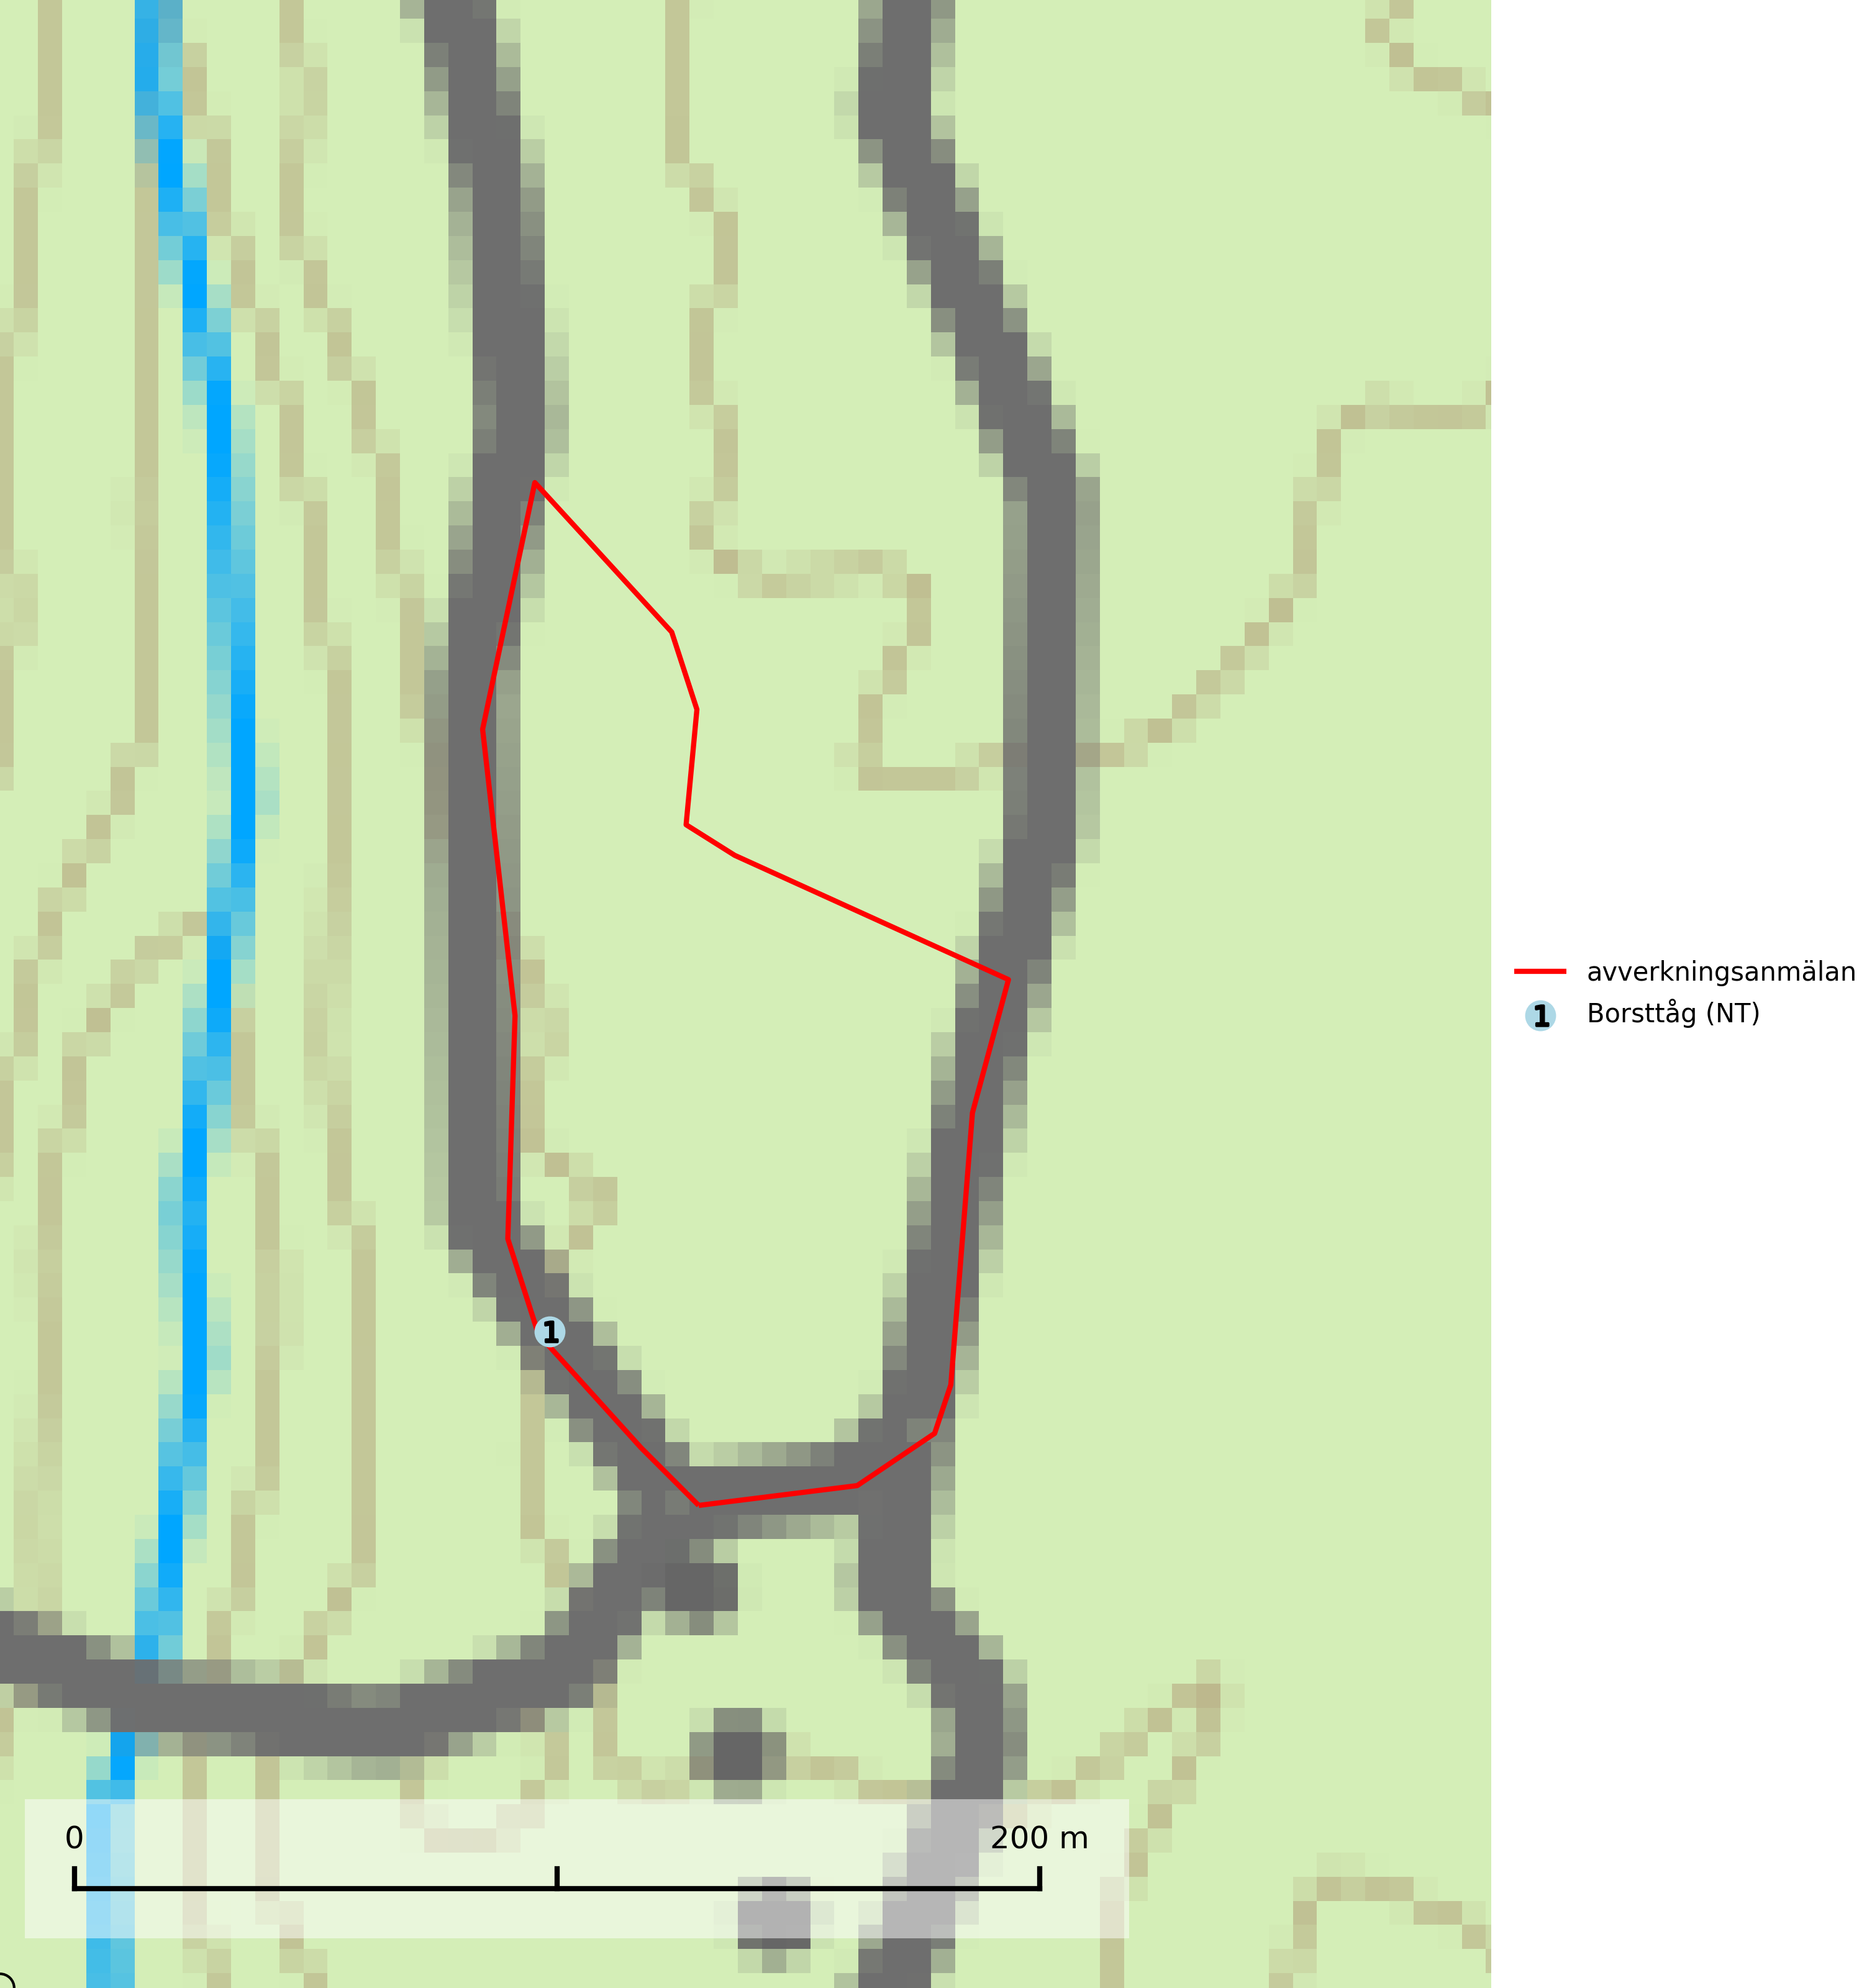 avverkningsanmälan
1 Borsttåg (NT)
1
0 200 m